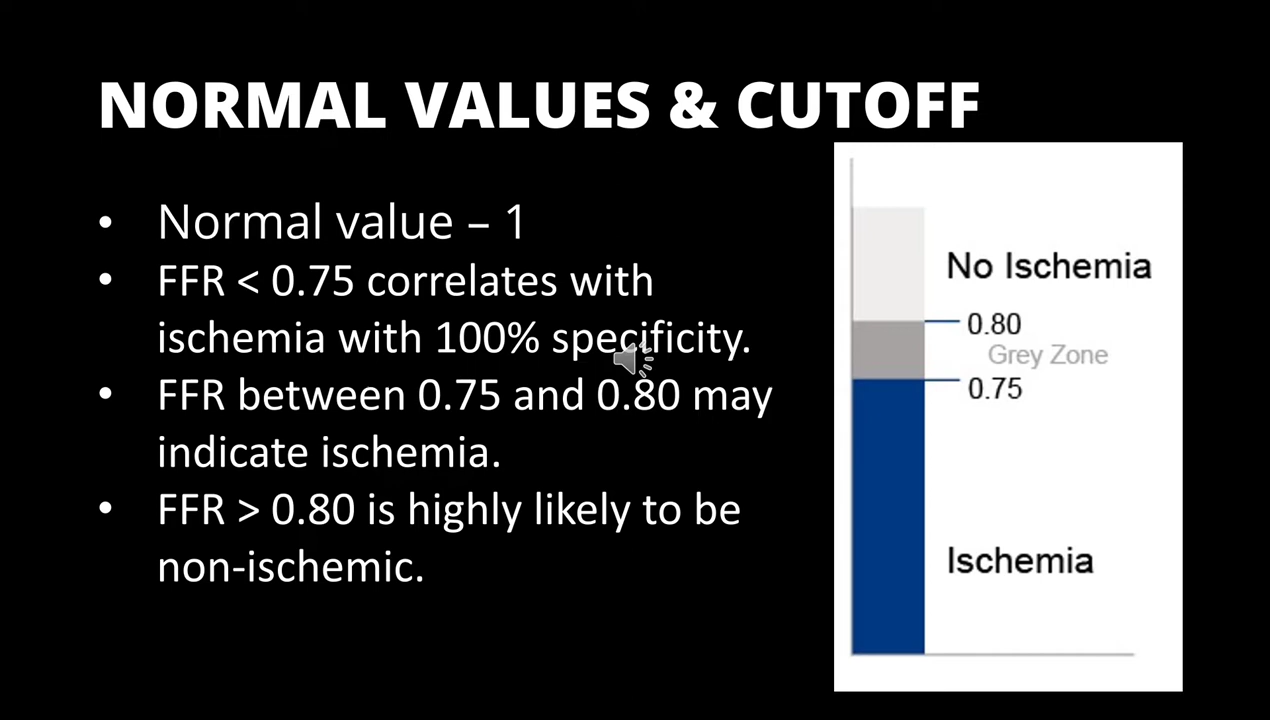 NORMAL VALUES & CUTOFF
• Normal value – 1
• FFR < 0.75 correlates with
ischemia with 100% specificity.
• FFR between 0.75 and 0.80 may
indicate ischemia.
• FFR > 0.80 is highly likely to be
non-ischemic.
No Ischemia
0.80
Grey Zone
0.75
Ischemia